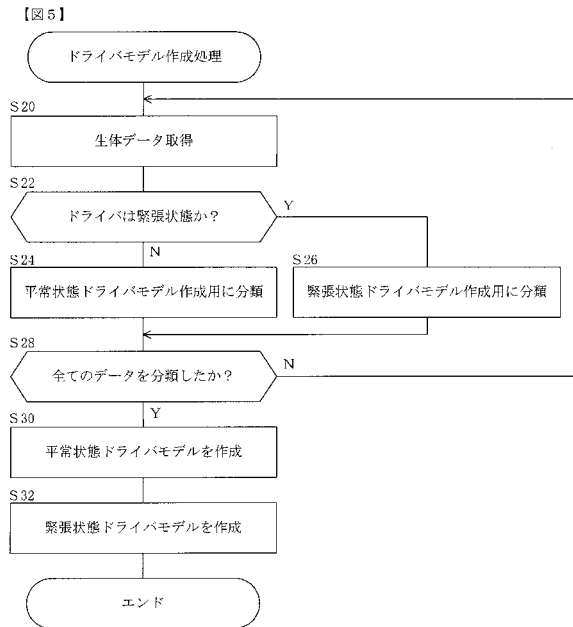 【図5】
ドライバモデル作成処理
S20
生体データ取得
S22
ドライバは緊張状態か?
Y
N
S24
平常状態ドライバモデル作成用に分類
S26
緊張状態ドライバモデル作成用に分類
S28
全てのデータを分類したか?
N
Y
S30
平常状態ドライバモデルを作成
S32
緊張状態ドライバモデルを作成
エンド